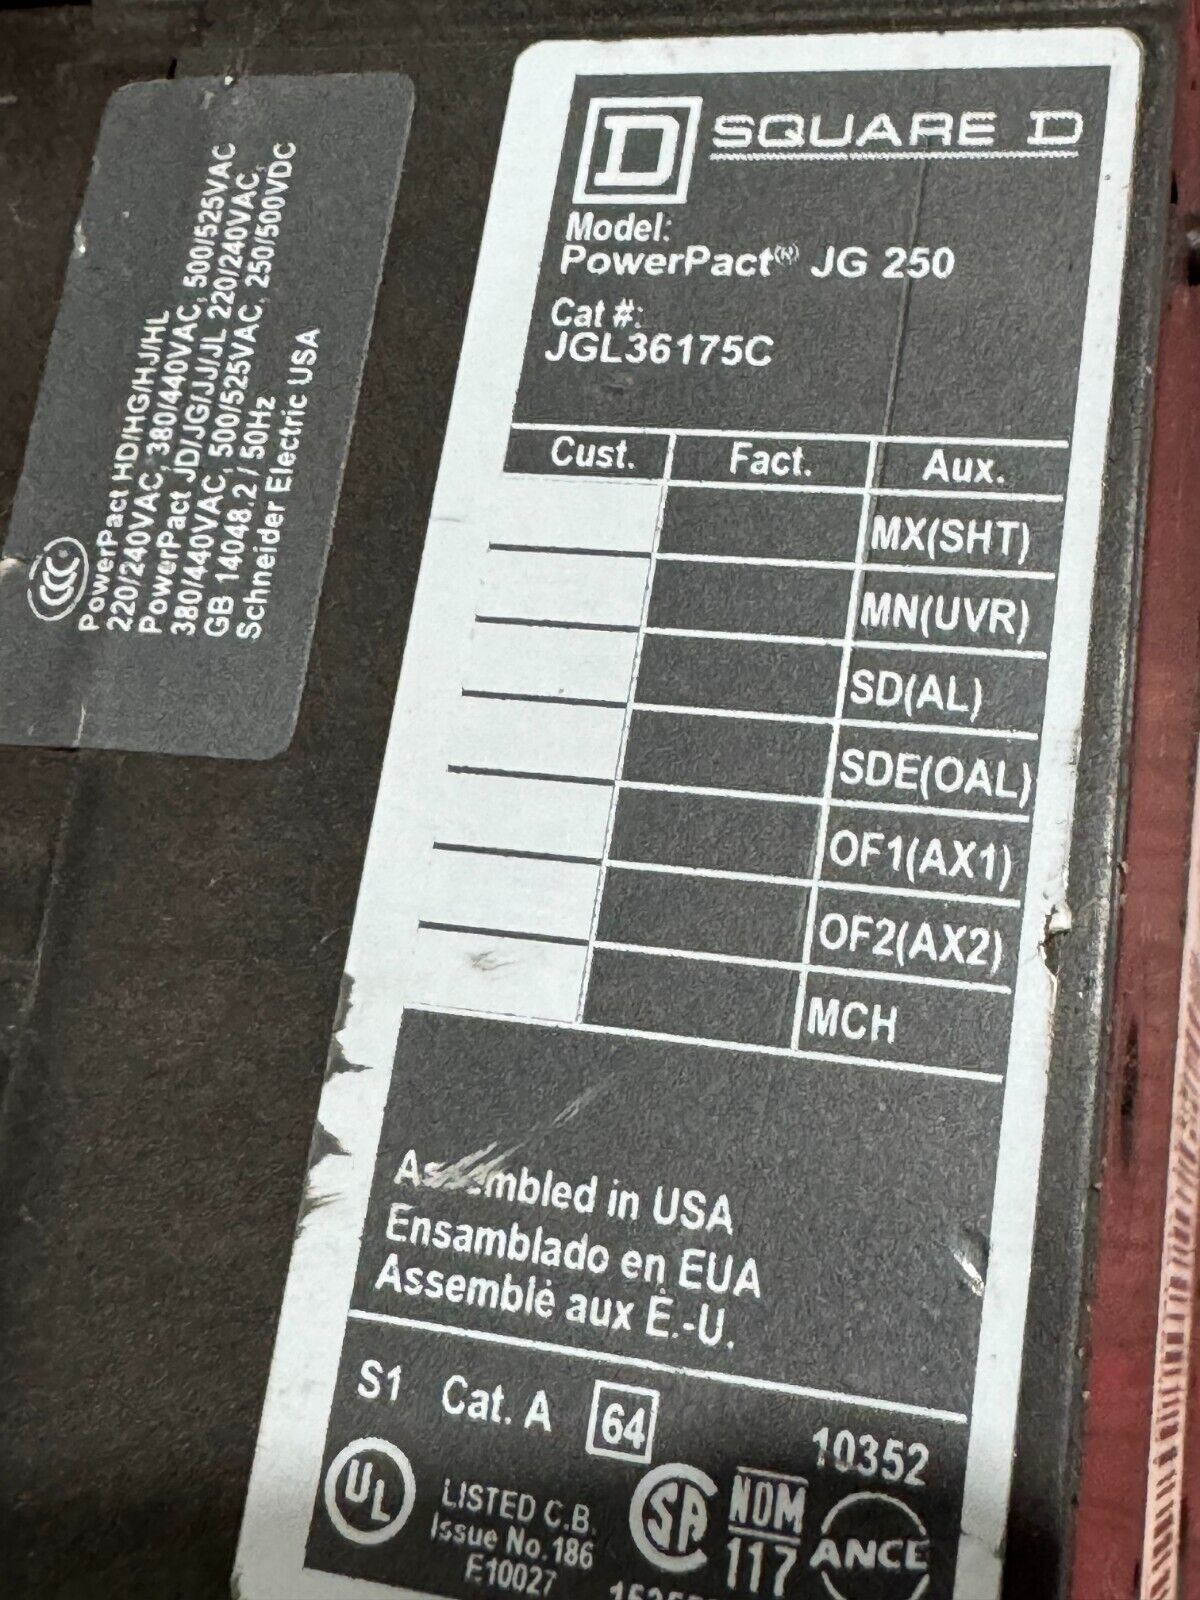 PowerPact HD/HG/HJ/HL
220/240VAC, 380/440VAC, 500/525VAC
PowerPact JD/JG/JJ/JL 220/240VAC,
380/440VAC, 500/525VAC, 250/500VDC
GB 14048.2 / 50Hz
Schneider Electric USA
D SQUARE D
Model:
PowerPact(R) JG 250
Cat #:
JGL36175C
Cust. Fact. Aux.
MX(SHT)
MN(UVR)
SD(AL)
SDE(OAL)
OF1(AX1)
OF2(AX2)
MCH
Assembled in USA
Ensamblado en EUA
Assemblé aux É.-U.
S1 Cat. A 64 10352
UL LISTED C.B.
Issue No. 186
E10027
SA
NOM
117
ANCE